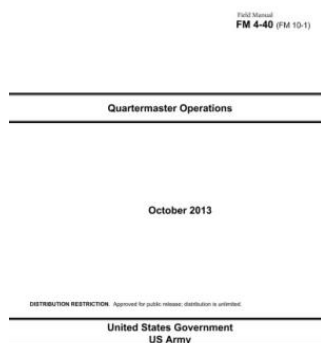 Field Manual
FM 4-40 (FM 10-1)
Quartermaster Operations
October 2013
DISTRIBUTION RESTRICTION: Approved for public release; distribution is unlimited.
United States Government
US Army